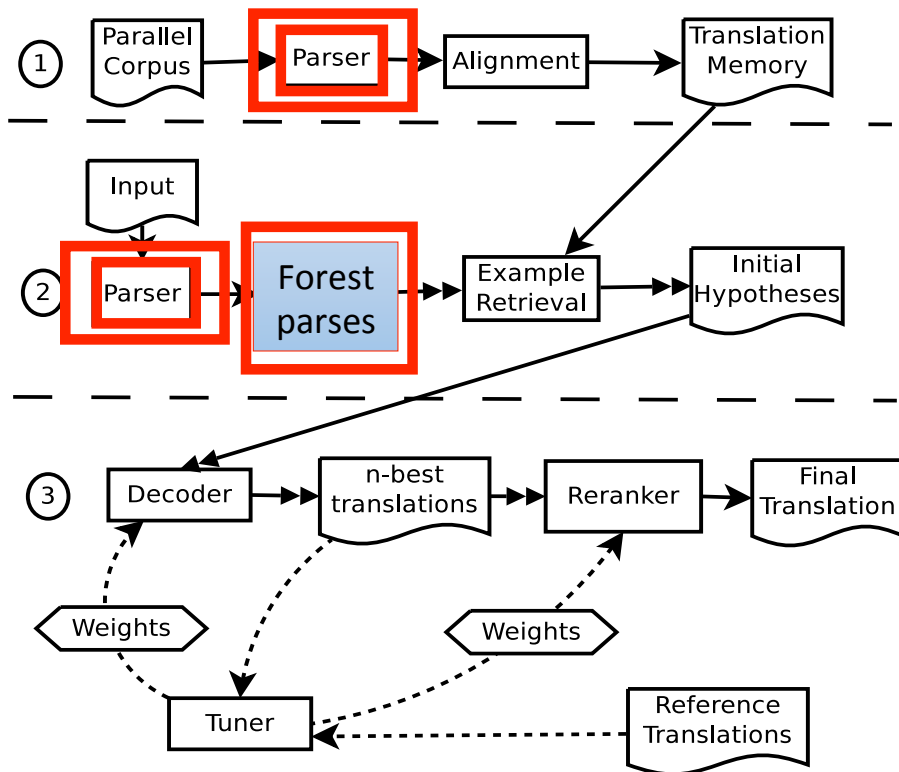 1
Parallel
Corpus
Parser
Alignment
Translation
Memory
Input
2
Parser
Forest
parses
Example
Retrieval
Initial
Hypotheses
3
Decoder
n-best
translations
Reranker
Final
Translation
Weights
Weights
Tuner
Reference
Translations